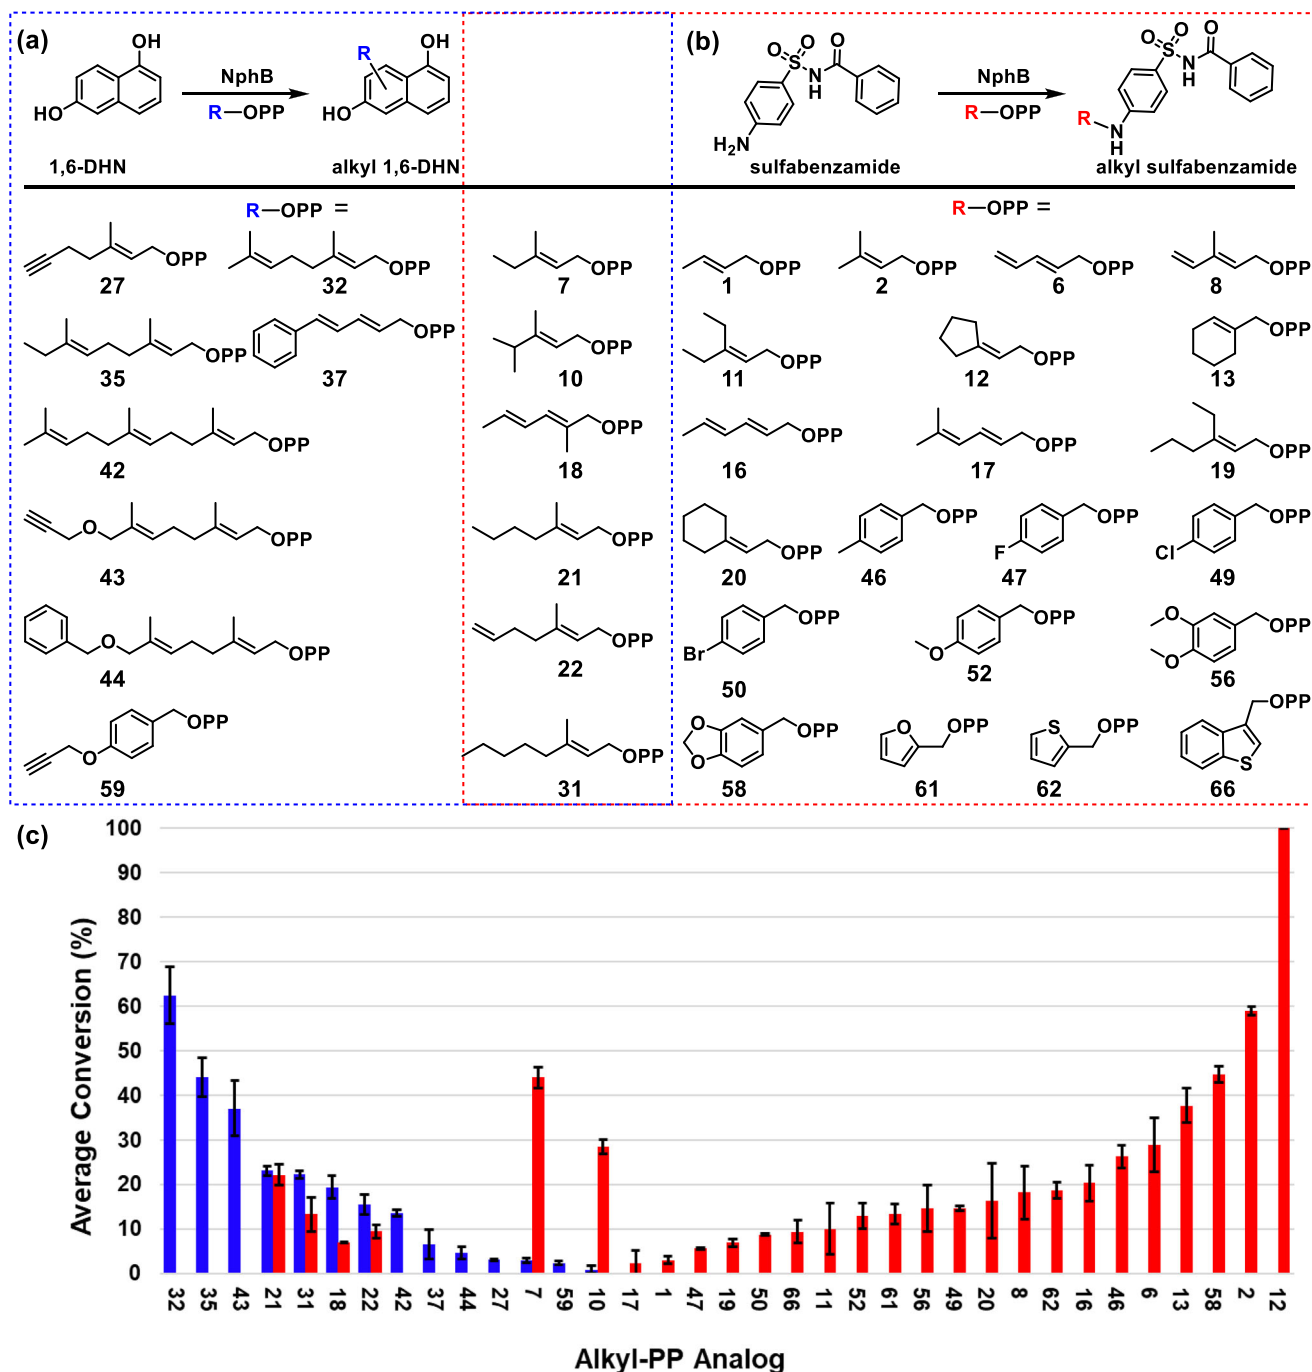 (a)
OH
HO
1,6-DHN
NphB
R—OPP
OH
R
HO
alkyl 1,6-DHN
(b)
O O O
S N H
H2N
sulfabenzamide
NphB
R—OPP
O O O
S N H
R N H
alkyl sulfabenzamide
R—OPP =
R—OPP =
OPP OPP OPP OPP OPP OPP OPP
27 32 7 1 2 6 8
OPP OPP OPP OPP OPP OPP
35 37 10 11 12 13
OPP OPP OPP OPP OPP
42 18 16 17 19
O OPP OPP OPP OPP F OPP Cl OPP
43 21 20 46 47 49
O OPP OPP Br OPP O OPP O O OPP
44 22 50 52 56
O OPP OPP O O OPP O OPP S OPP S OPP
59 31 58 61 62 66
(c)
Average Conversion (%)
100
90
80
70
60
50
40
30
20
10
0
32 35 43 21 31 18 22 42 37 44 27 7 59 10 17 1 47 19 50 66 11 52 61 56 49 20 8 62 16 46 6 13 58 2 12
Alkyl-PP Analog